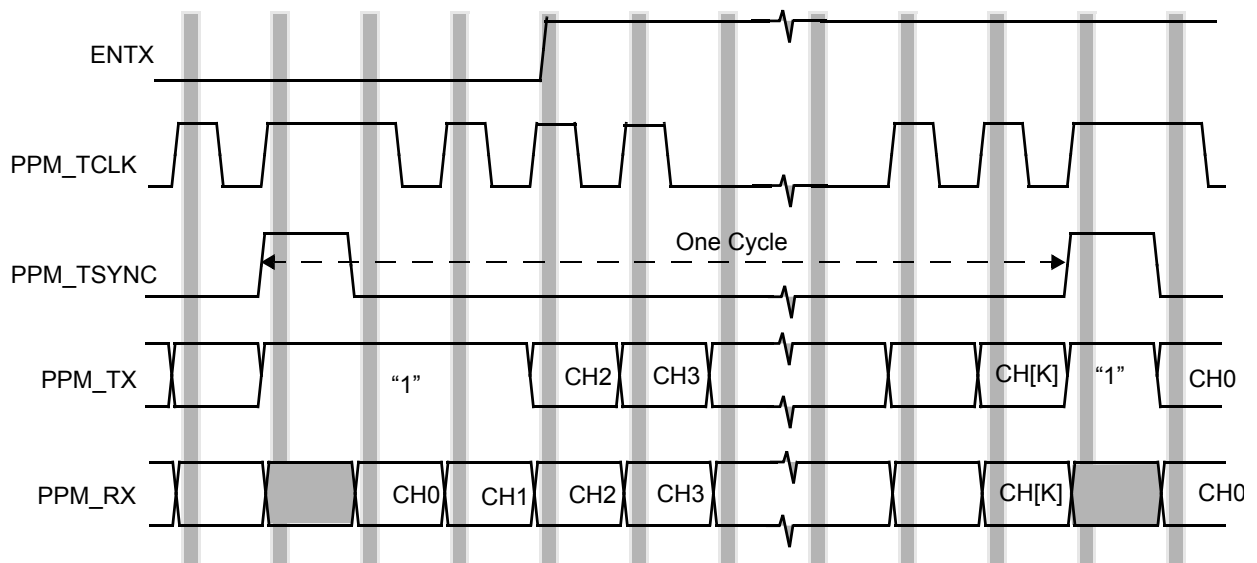 ENTX
PPM_TCLK
One Cycle
PPM_TSYNC
PPM_TX “1” CH2 CH3 CH[K] “1” CH0
PPM_RX CH0 CH1 CH2 CH3 CH[K] CH0